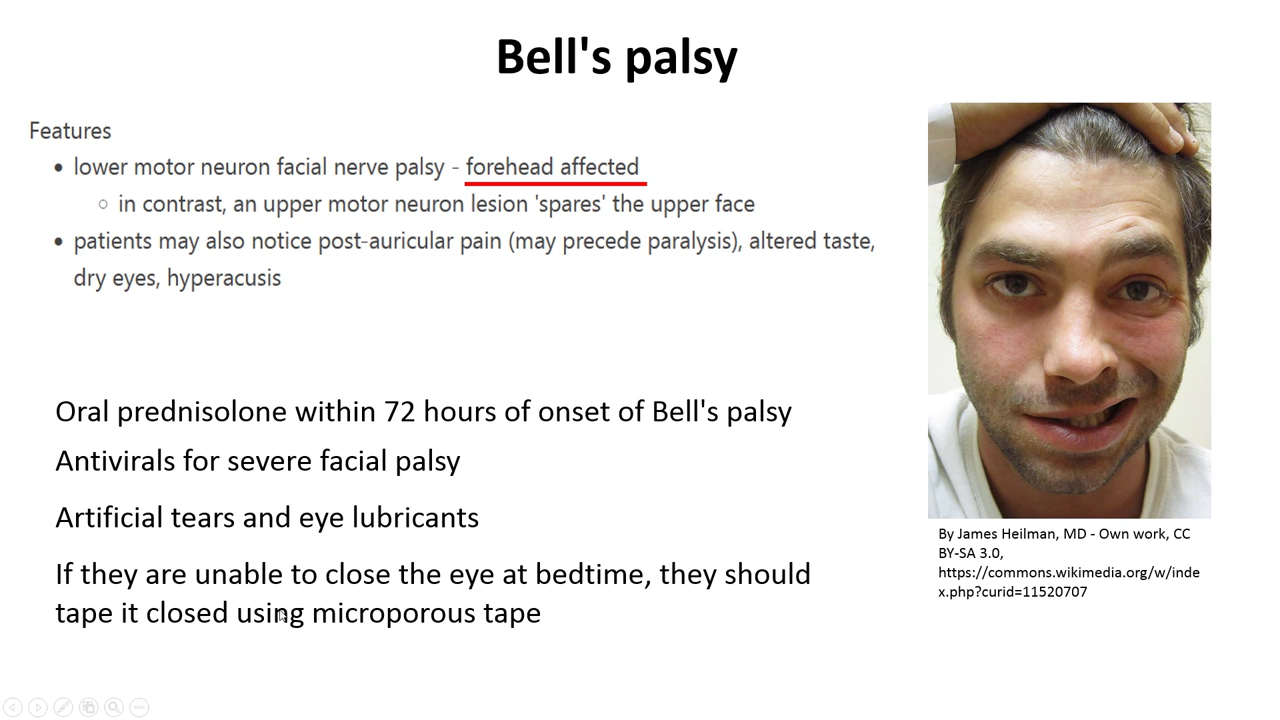 Bell's palsy
Features
• lower motor neuron facial nerve palsy - forehead affected
○ in contrast, an upper motor neuron lesion 'spares' the upper face
• patients may also notice post-auricular pain (may precede paralysis), altered taste,
dry eyes, hyperacusis
Oral prednisolone within 72 hours of onset of Bell's palsy
Antivirals for severe facial palsy
Artificial tears and eye lubricants
If they are unable to close the eye at bedtime, they should
tape it closed using microporous tape
By James Heilman, MD - Own work, CC
BY-SA 3.0,
https://commons.wikimedia.org/w/inde
x.php?curid=11520707